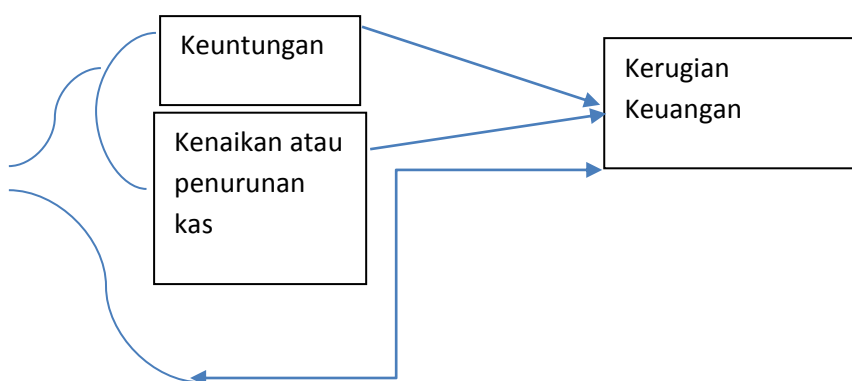 Keuntungan
Kenaikan atau
penurunan
kas
Kerugian
Keuangan